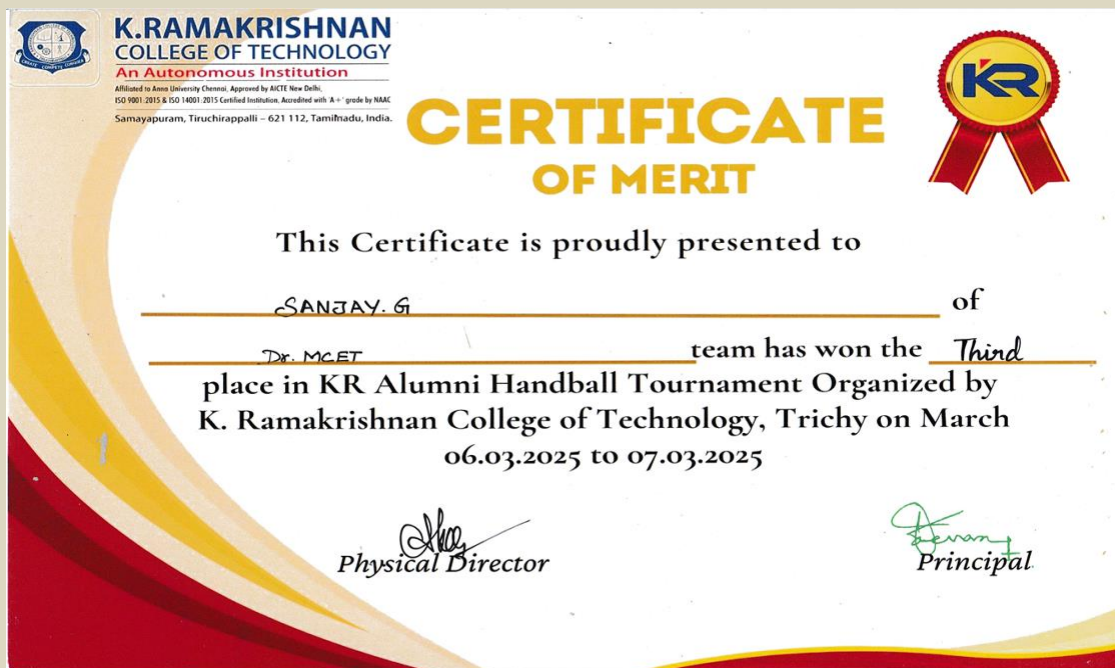 K.RAMAKRISHNAN
COLLEGE OF TECHNOLOGY
An Autonomous Institution
Affiliated to Anna University Chennai, Approved by AICTE New Delhi,
ISO 9001:2015 & ISO 14001:2015 Certified Institution, Accredited with 'A+' grade by NAAC
Samayapuram, Tiruchirappalli – 621 112, Tamilnadu, India.
KR
CERTIFICATE
OF MERIT
This Certificate is proudly presented to
SANJAY. G of
Dr. MCET team has won the Third
place in KR Alumni Handball Tournament Organized by
K. Ramakrishnan College of Technology, Trichy on March
06.03.2025 to 07.03.2025
Physical Director
Principal